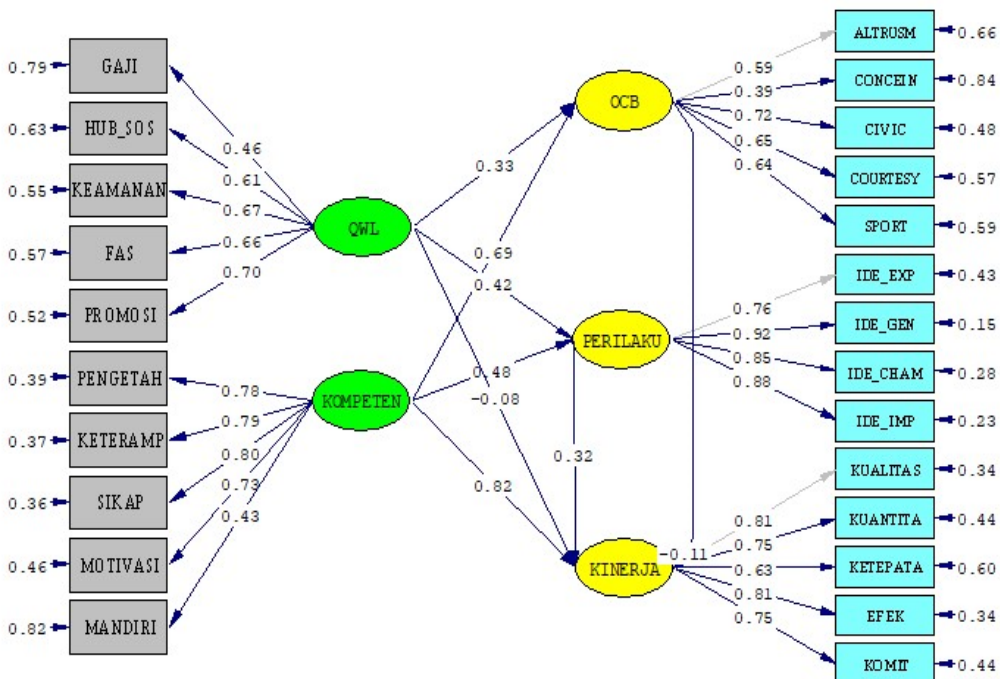 0.79 GAJI
0.63 HUB_SOS
0.55 KEAMANAN
0.57 FAS
0.52 PROMOSI
0.39 PENGETAH
0.37 KETERAMP
0.36 SIKAP
0.46 MOTIVASI
0.82 MANDIRI
0.46
0.61
0.67
0.66
0.70
0.78
0.79
0.80
0.73
0.43
QWL
KOMPETEN
0.33
0.69
0.42
0.48
-0.08
0.82
0.32
-0.11
OCB
PERILAKU
KINERJA
0.59
0.39
0.72
0.65
0.64
0.76
0.92
0.85
0.88
0.81
0.75
0.63
0.81
0.75
ALTRUSM 0.66
CONCEIN 0.84
CIVIC 0.48
COURTESY 0.57
SPORT 0.59
IDE_EXP 0.43
IDE_GEN 0.15
IDE_CHAM 0.28
IDE_IMP 0.23
KUALITAS 0.34
KUANTITA 0.44
KETEPATA 0.60
EFEK 0.34
KOMIT 0.44